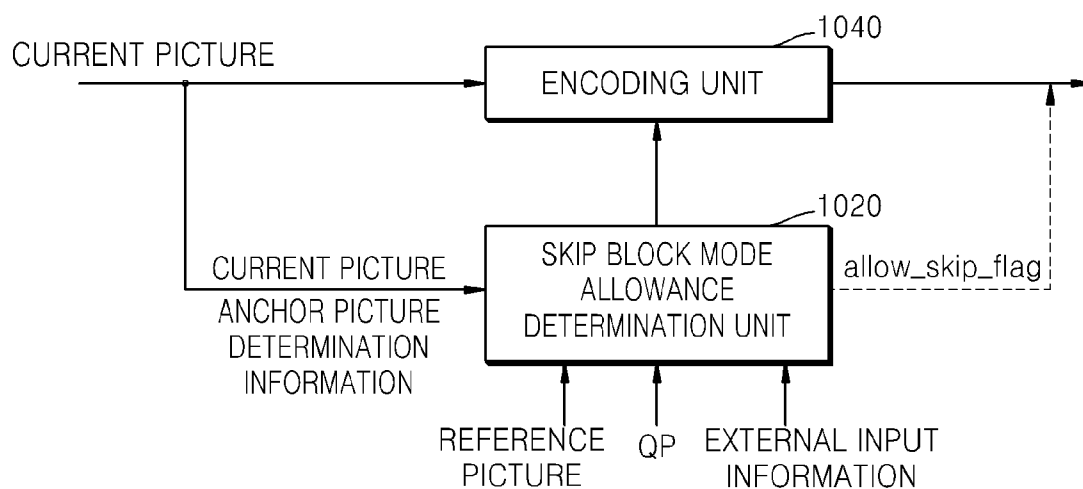 1040
CURRENT PICTURE
ENCODING UNIT
1020
SKIP BLOCK MODE
ALLOWANCE
DETERMINATION UNIT
allow_skip_flag
CURRENT PICTURE
ANCHOR PICTURE
DETERMINATION
INFORMATION
REFERENCE
PICTURE
QP
EXTERNAL INPUT
INFORMATION